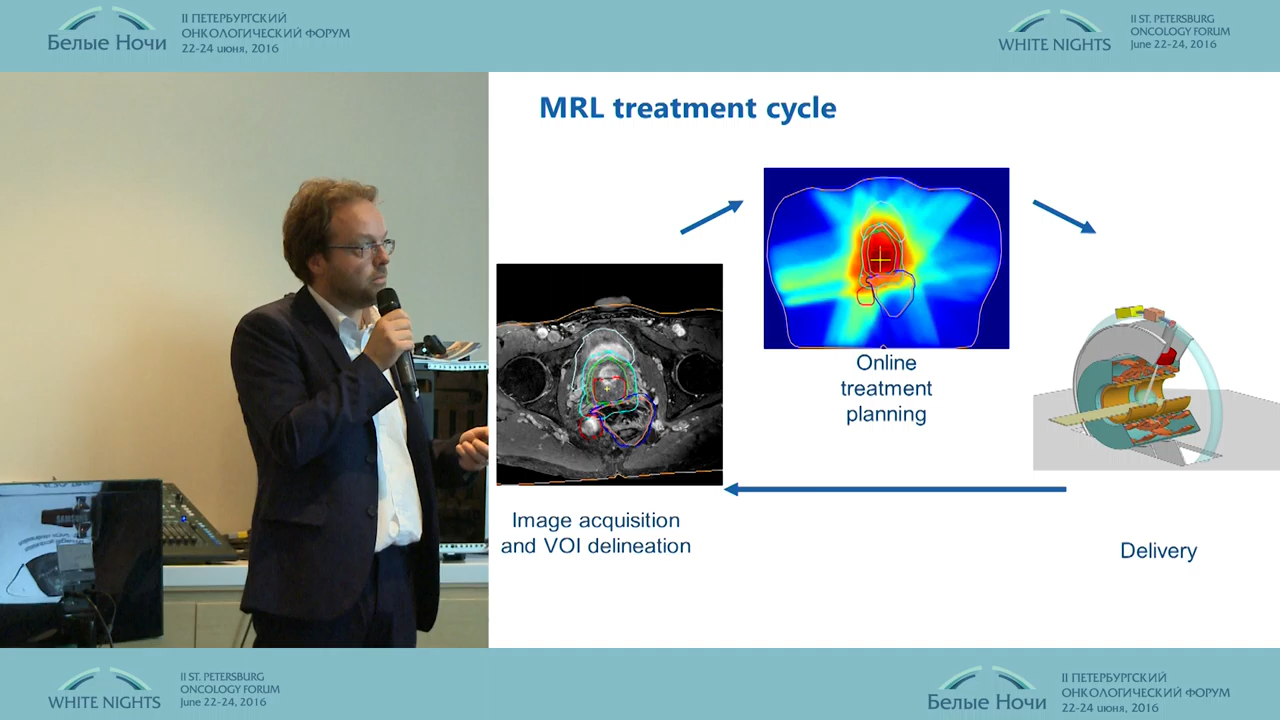 Белые Ночи
II ПЕТЕРБУРГСКИЙ
ОНКОЛОГИЧЕСКИЙ ФОРУМ
22-24 июня, 2016
WHITE NIGHTS
II ST. PETERSBURG
ONCOLOGY FORUM
June 22-24, 2016
MRL treatment cycle
Online
treatment
planning
Image acquisition
and VOI delineation
Delivery
SAMSUNG
WHITE NIGHTS
II ST. PETERSBURG
ONCOLOGY FORUM
June 22-24, 2016
Белые Ночи
II ПЕТЕРБУРГСКИЙ
ОНКОЛОГИЧЕСКИЙ ФОРУМ
22-24 июня, 2016